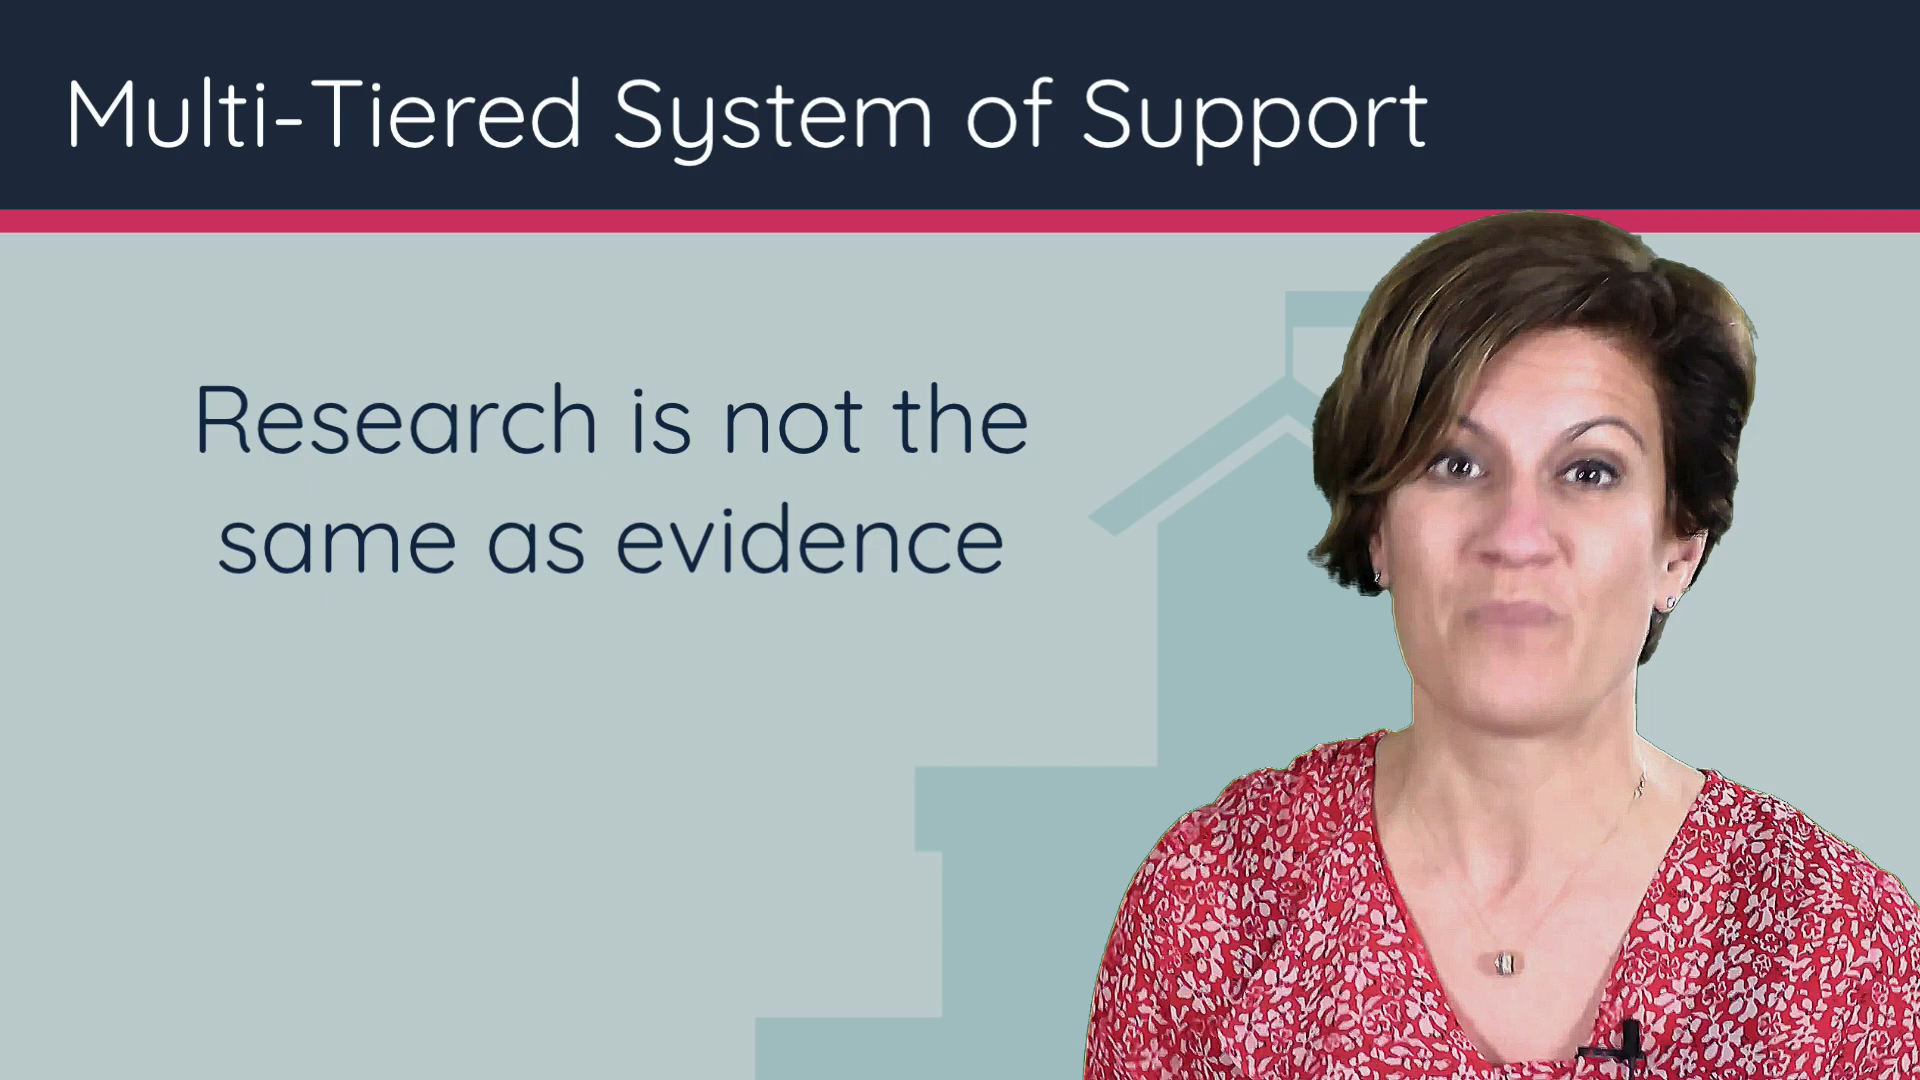 Multi-Tiered System of Support
Research is not the
same as evidence